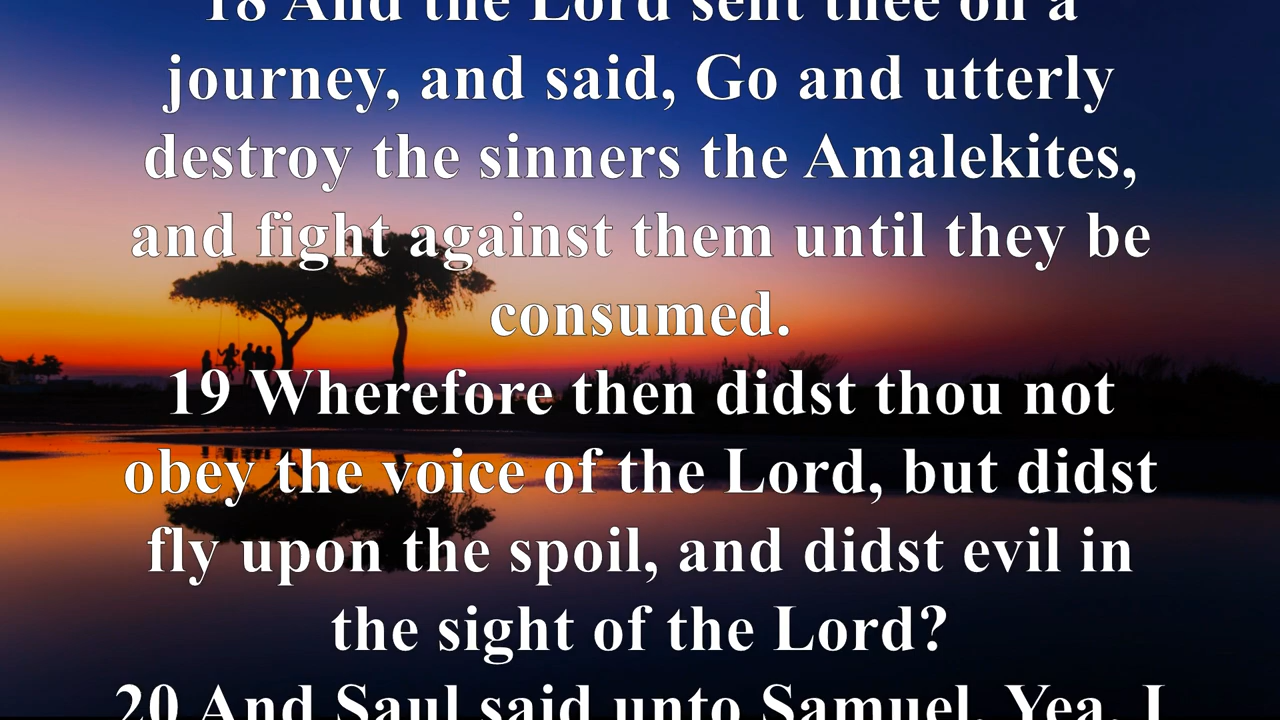 18 And the Lord sent thee on a
journey, and said, Go and utterly
destroy the sinners the Amalekites,
and fight against them until they be
consumed.
19 Wherefore then didst thou not
obey the voice of the Lord, but didst
fly upon the spoil, and didst evil in
the sight of the Lord?
20 And Saul said unto Samuel, Yea, I